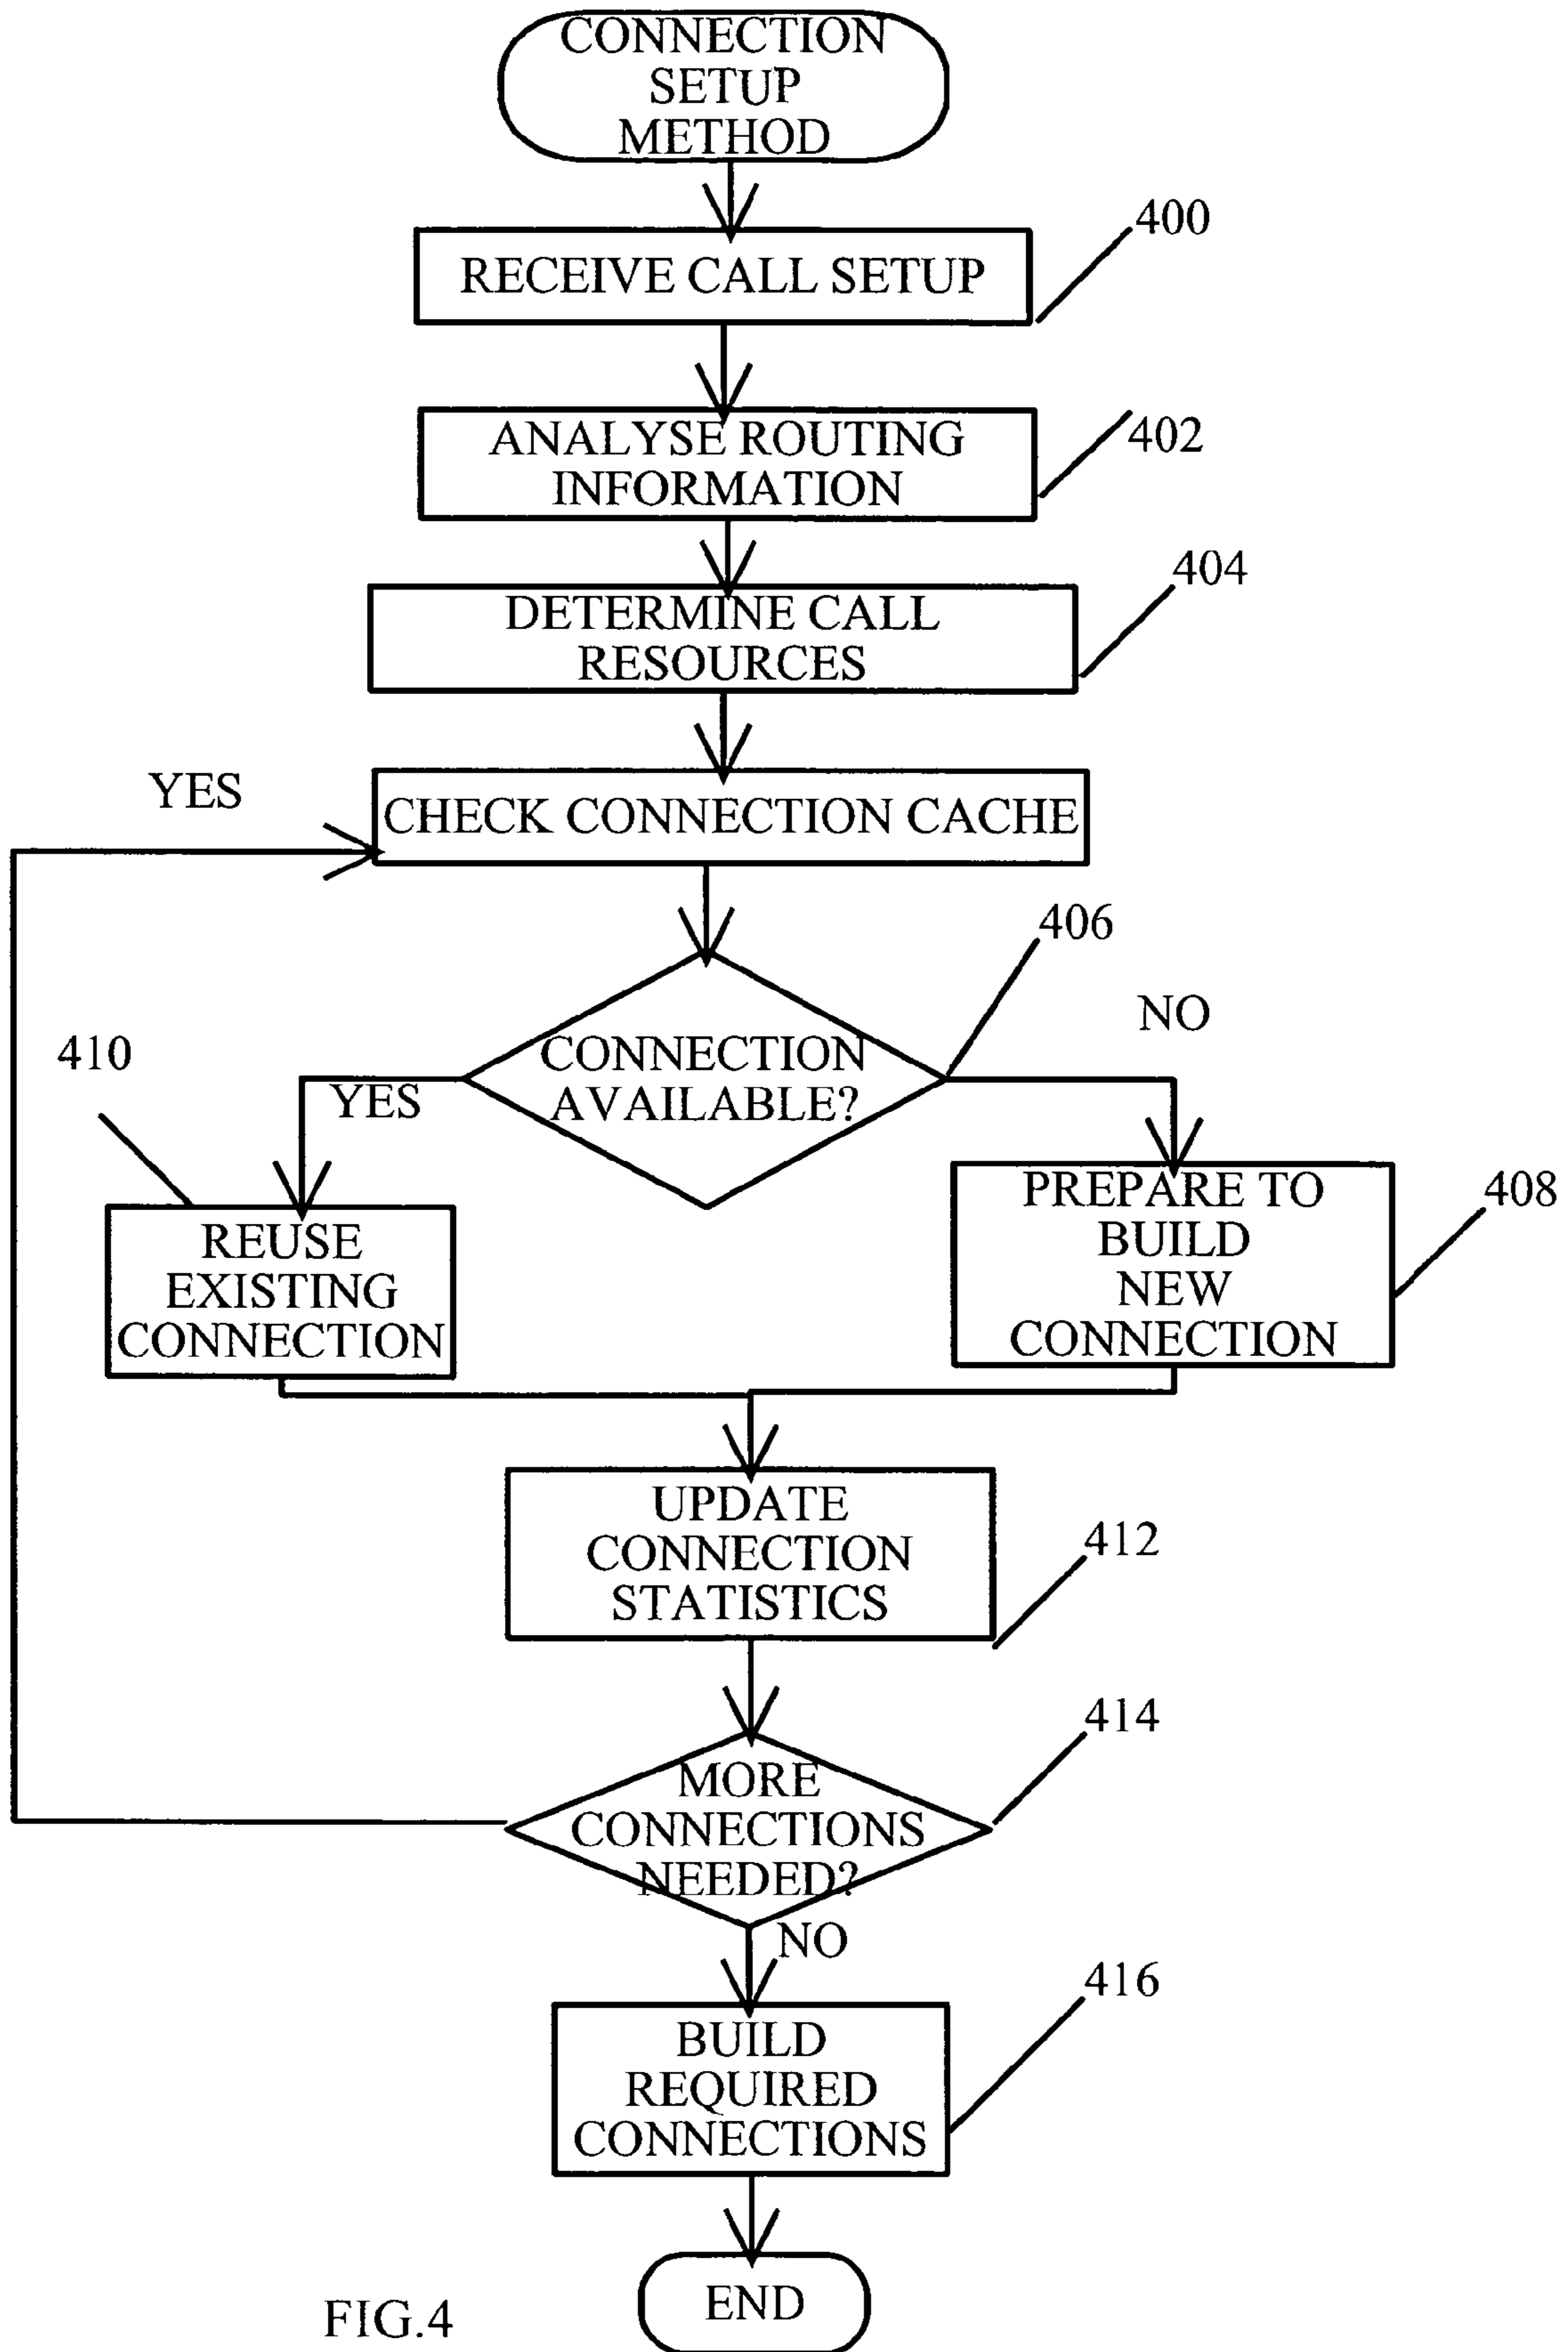 CONNECTION
SETUP
METHOD
400
RECEIVE CALL SETUP
ANALYSE ROUTING
INFORMATION
402
404
DETERMINE CALL
RESOURCES
YES
CHECK CONNECTION CACHE
406
NO
410
CONNECTION
AVAILABLE?
YES
PREPARE TO
BUILD
NEW
CONNECTION
408
REUSE
EXISTING
CONNECTION
UPDATE
CONNECTION
STATISTICS
412
414
MORE
CONNECTIONS
NEEDED?
NO
416
BUILD
REQUIRED
CONNECTIONS
END
FIG.4